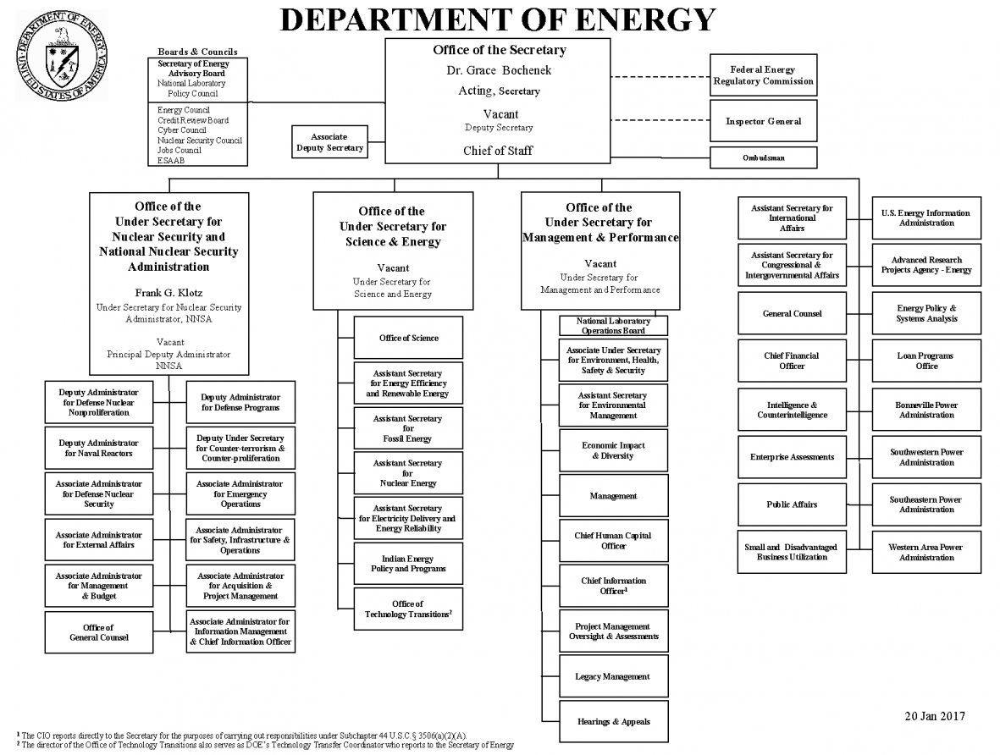 DEPARTMENT OF ENERGY
DEPARTMENT OF ENERGY
UNITED STATES OF AMERICA
Boards & Councils
Secretary of Energy
Advisory Board
National Laboratory
Policy Council
Energy Council
Credit Review Board
Cyber Council
Nuclear Security Council
Jobs Council
ESAAB
Associate
Deputy Secretary
Office of the Secretary
Dr. Grace Bochenek
Acting, Secretary
Vacant
Deputy Secretary
Chief of Staff
Federal Energy
Regulatory Commission
Inspector General
Ombudsman
Office of the
Under Secretary for
Nuclear Security and
National Nuclear Security
Administration
Frank G. Klotz
Under Secretary for Nuclear Security
Administrator, NNSA
Vacant
Principal Deputy Administrator
NNSA
Deputy Administrator
for Defense Nuclear
Nonproliferation
Deputy Administrator
for Defense Programs
Deputy Administrator
for Naval Reactors
Deputy Under Secretary
for Counter-terrorism &
Counter-proliferation
Associate Administrator
for Defense Nuclear
Security
Associate Administrator
for Emergency
Operations
Associate Administrator
for External Affairs
Associate Administrator
for Safety, Infrastructure &
Operations
Associate Administrator
for Management
& Budget
Associate Administrator
for Acquisition &
Project Management
Office of
General Counsel
Associate Administrator for
Information Management
& Chief Information Officer
Office of the
Under Secretary for
Science & Energy
Vacant
Under Secretary for
Science and Energy
Office of Science
Assistant Secretary
for Energy Efficiency
and Renewable Energy
Assistant Secretary
for
Fossil Energy
Assistant Secretary
for
Nuclear Energy
Assistant Secretary
for Electricity Delivery and
Energy Reliability
Indian Energy
Policy and Programs
Office of
Technology Transitions²
Office of the
Under Secretary for
Management & Performance
Vacant
Under Secretary for
Management and Performance
National Laboratory
Operations Board
Associate Under Secretary
for Environment, Health,
Safety & Security
Assistant Secretary
for Environmental
Management
Economic Impact
& Diversity
Management
Chief Human Capital
Officer
Chief Information
Officer¹
Project Management
Oversight & Assessments
Legacy Management
Hearings & Appeals
Assistant Secretary for
International
Affairs
U.S. Energy Information
Administration
Assistant Secretary for
Congressional &
Intergovernmental Affairs
Advanced Research
Projects Agency - Energy
General Counsel
Energy Policy &
Systems Analysis
Chief Financial
Officer
Loan Programs
Office
Intelligence &
Counterintelligence
Bonneville Power
Administration
Enterprise Assessments
Southwestern Power
Administration
Public Affairs
Southeastern Power
Administration
Small and Disadvantaged
Business Utilization
Western Area Power
Administration
20 Jan 2017
¹ The CIO reports directly to the Secretary for the purposes of carrying out responsibilities under Subchapter 44 U.S.C.§ 3506(a)(2)(A).
² The director of the Office of Technology Transitions also serves as DOE's Technology Transfer Coordinator who reports to the Secretary of Energy